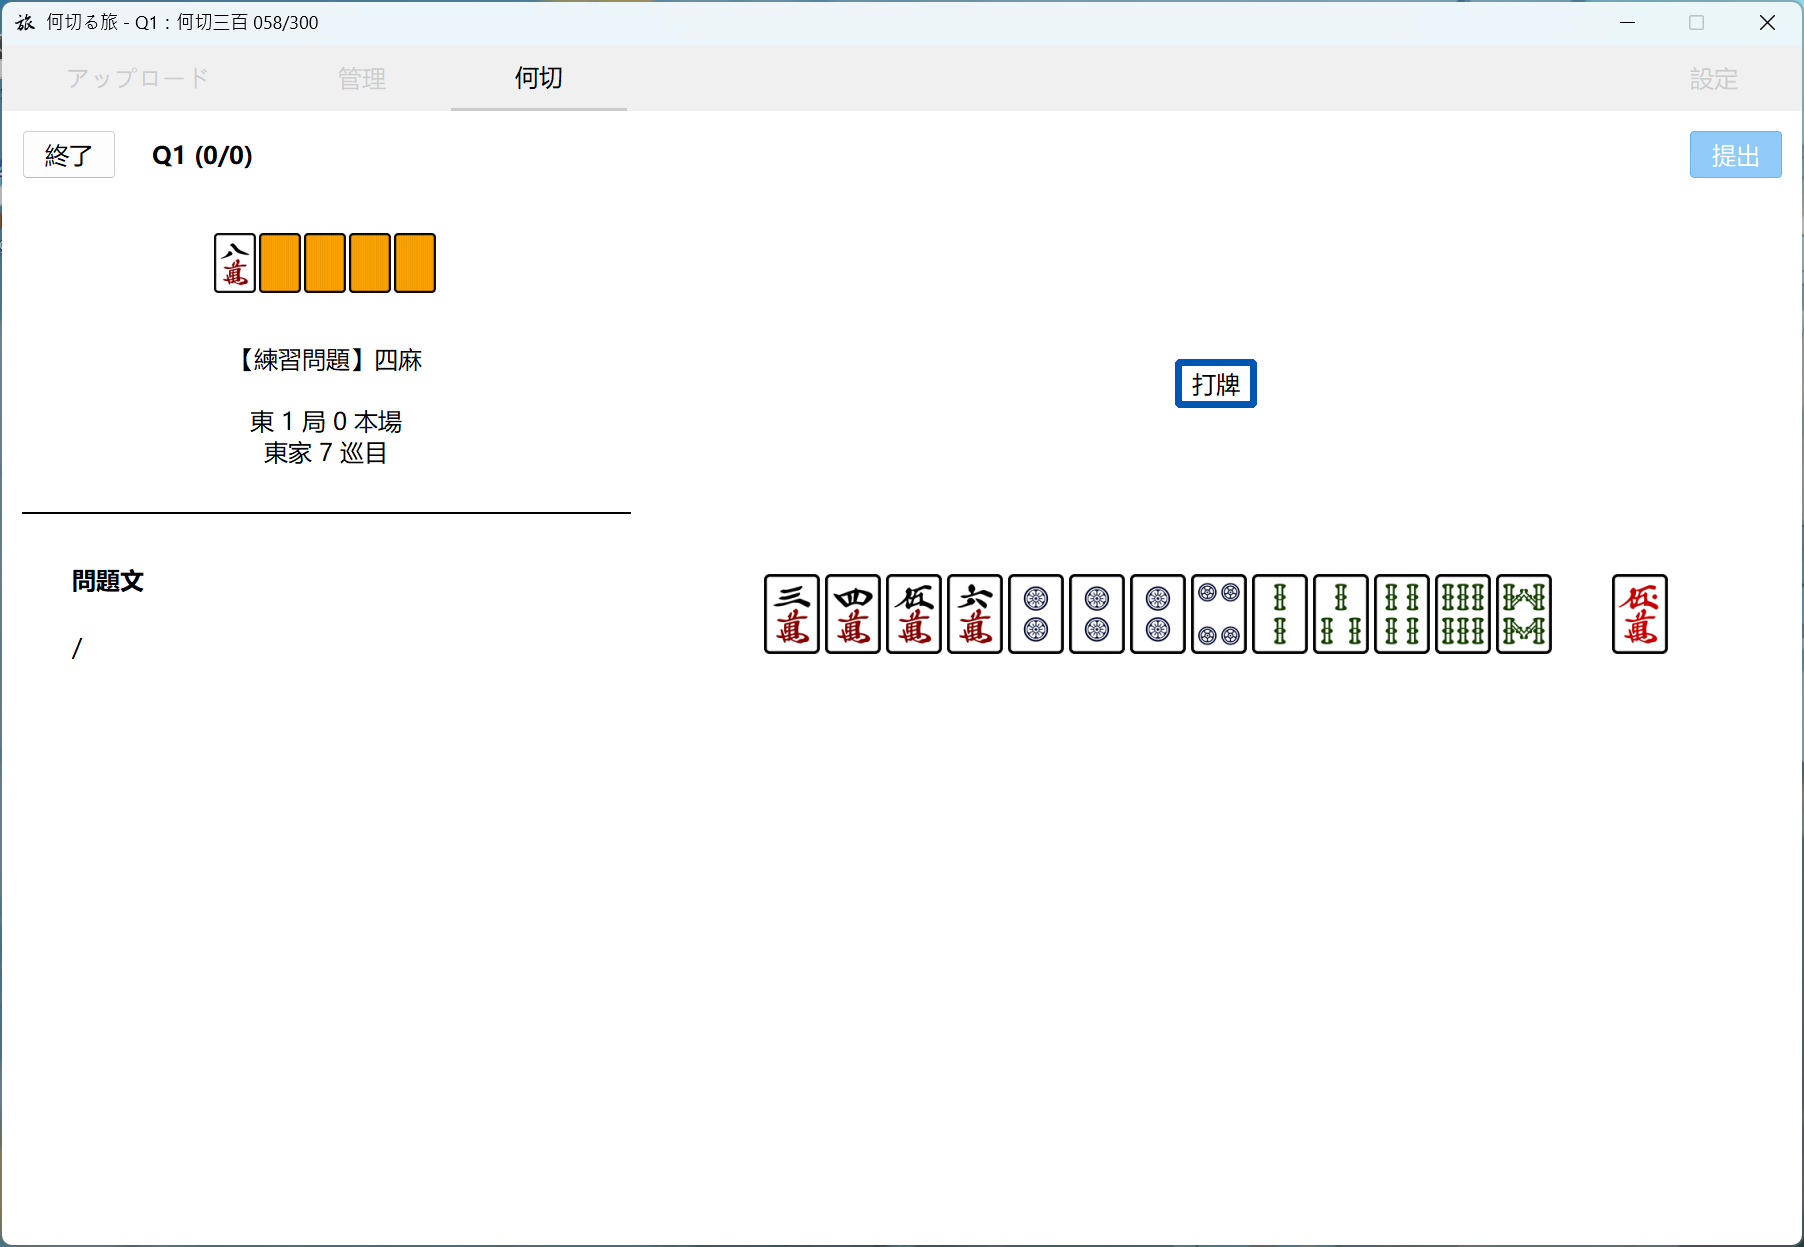 旅 何切る旅 - Q1：何切三百 058/300
アップロード 管理 何切 設定
終了 Q1 (0/0) 提出
八萬
【練習問題】四麻
打牌
東 1 局 0 本場
東家 7 巡目
問題文
三萬 四萬 伍萬 六萬 伍萬
/